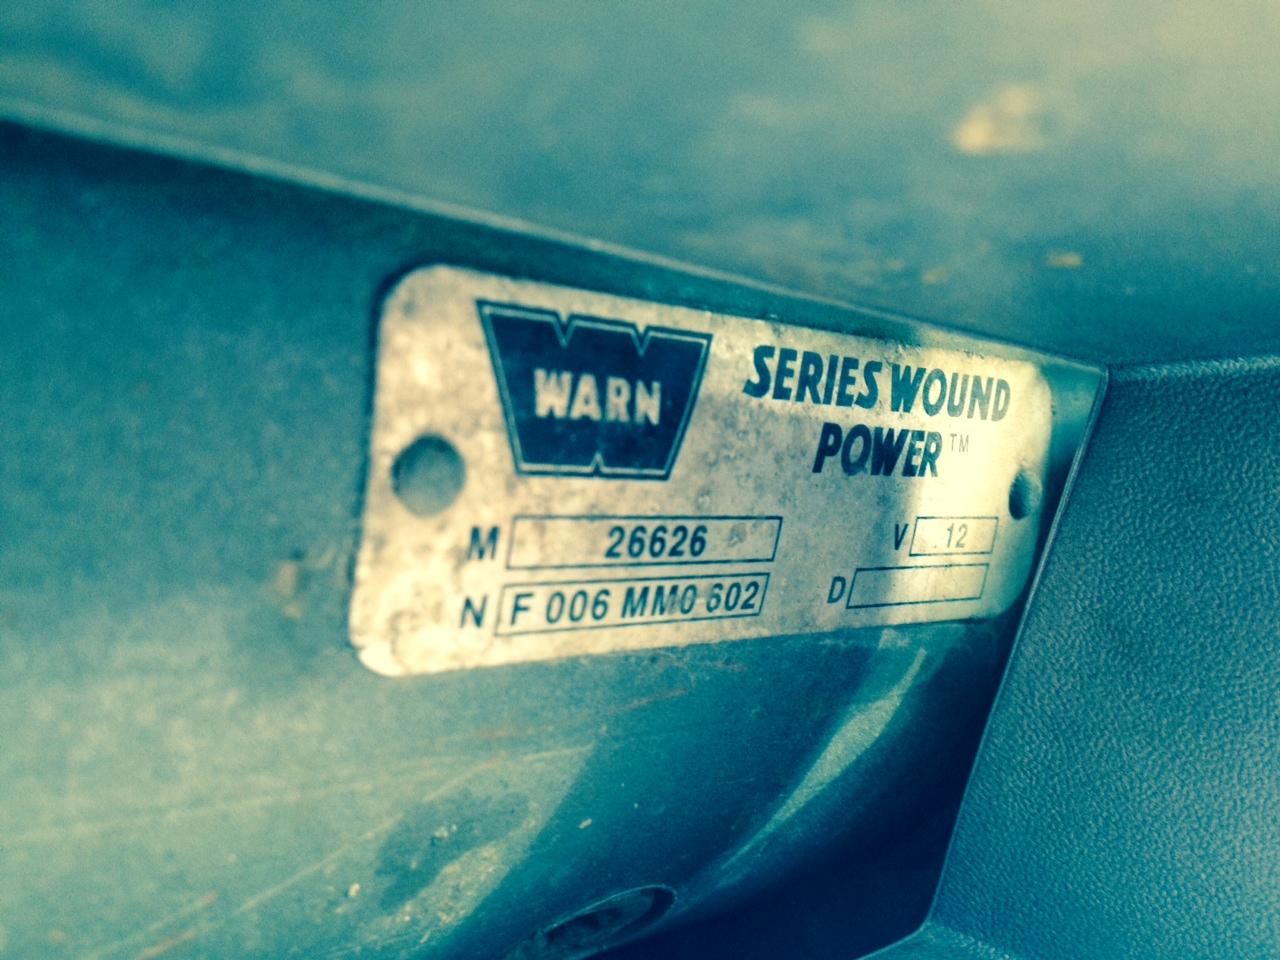 WARN
SERIES WOUND
POWER™
M 26626
V 12
N F 006 MM0 602
D